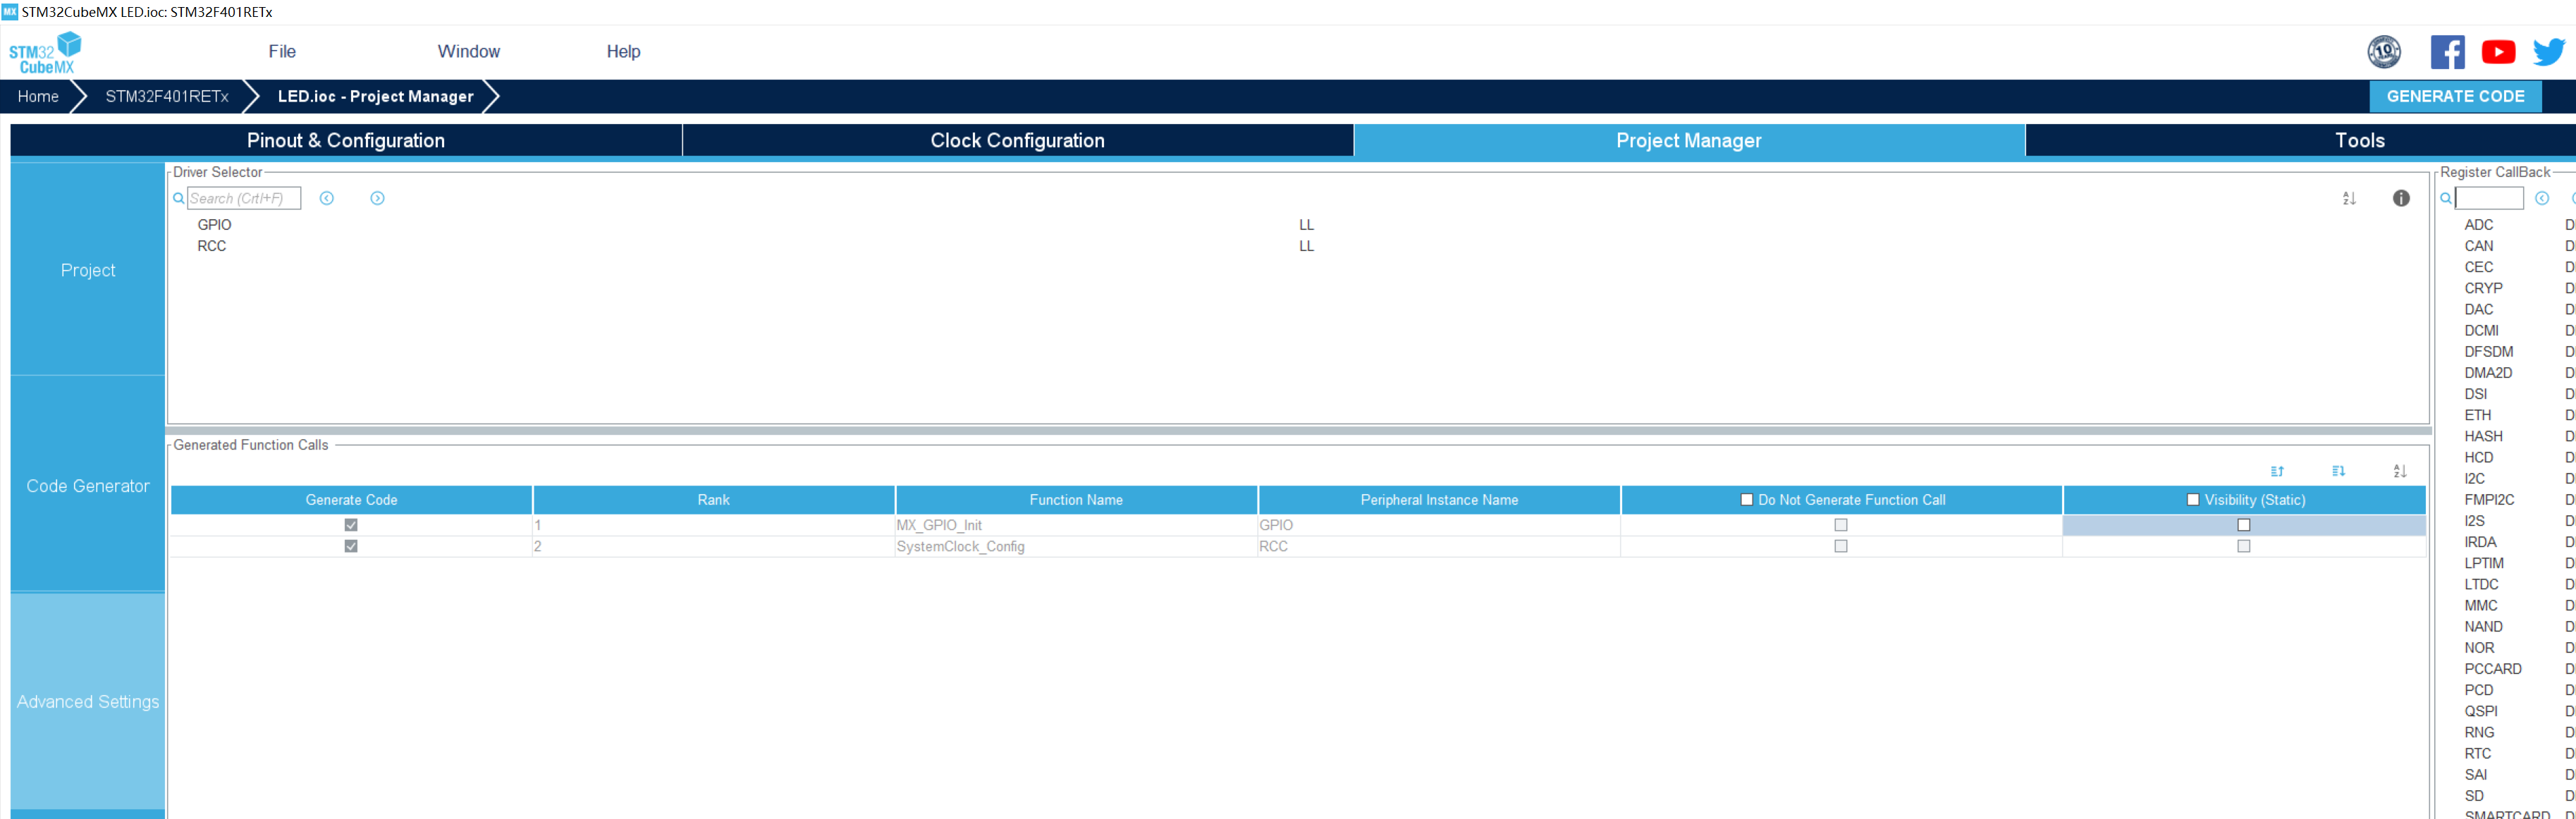 MX STM32CubeMX LED.ioc: STM32F401RETx
STM32
CubeMX
File Window Help
10
Home STM32F401RETx LED.ioc - Project Manager GENERATE CODE
Pinout & Configuration Clock Configuration Project Manager Tools
Project
Code Generator
Advanced Settings
Driver Selector
Search (Crtl+F)
GPIO LL
RCC LL
Generated Function Calls
Generate Code Rank Function Name Peripheral Instance Name Do Not Generate Function Call Visibility (Static)
1 MX_GPIO_Init GPIO
2 SystemClock_Config RCC
Register CallBack
ADC
CAN
CEC
CRYP
DAC
DCMI
DFSDM
DMA2D
DSI
ETH
HASH
HCD
I2C
FMPI2C
I2S
IRDA
LPTIM
LTDC
MMC
NAND
NOR
PCCARD
PCD
QSPI
RNG
RTC
SAI
SD
SMARTCARD